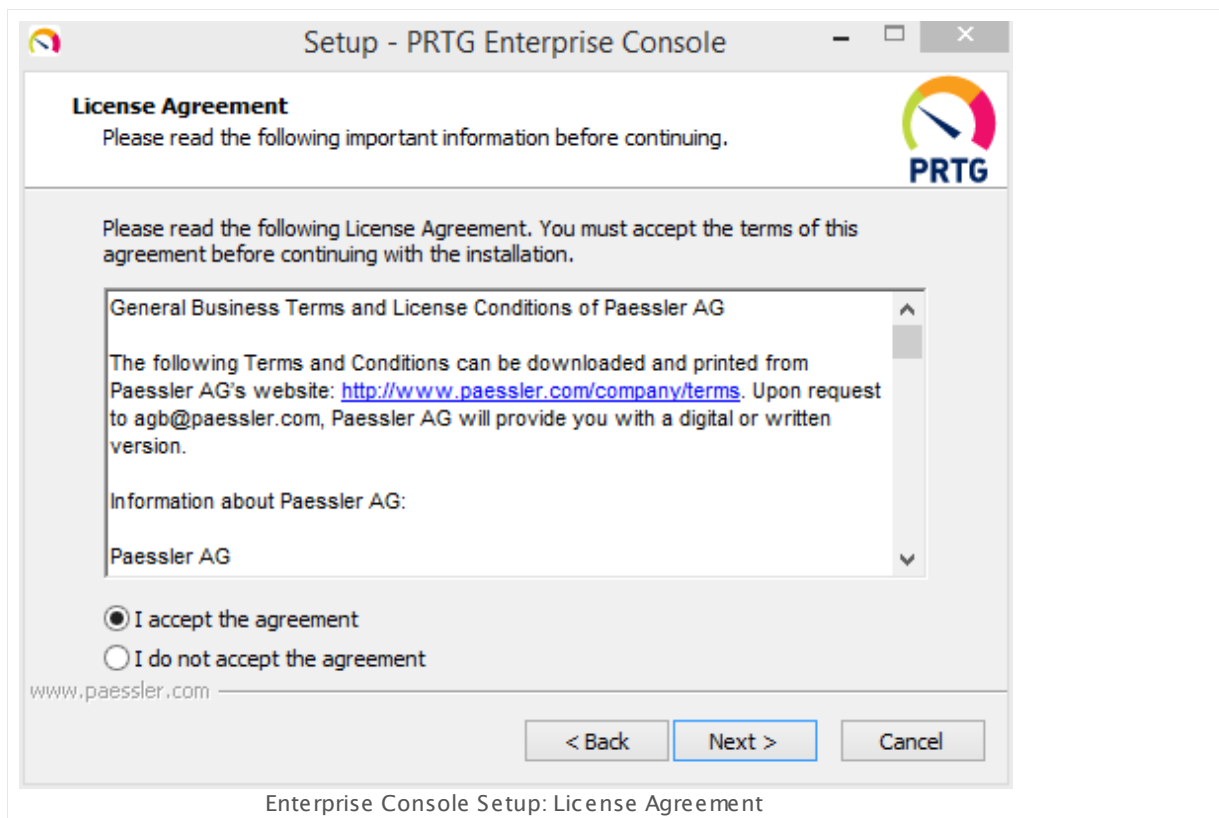 Setup - PRTG Enterprise Console
License Agreement
Please read the following important information before continuing.
PRTG
Please read the following License Agreement. You must accept the terms of this
agreement before continuing with the installation.
General Business Terms and License Conditions of Paessler AG
The following Terms and Conditions can be downloaded and printed from
Paessler AG's website: http://www.paessler.com/company/terms. Upon request
to agb@paessler.com, Paessler AG will provide you with a digital or written
version.
Information about Paessler AG:
Paessler AG
I accept the agreement
I do not accept the agreement
www.paessler.com
< Back Next > Cancel
Enterprise Console Setup: License Agreement